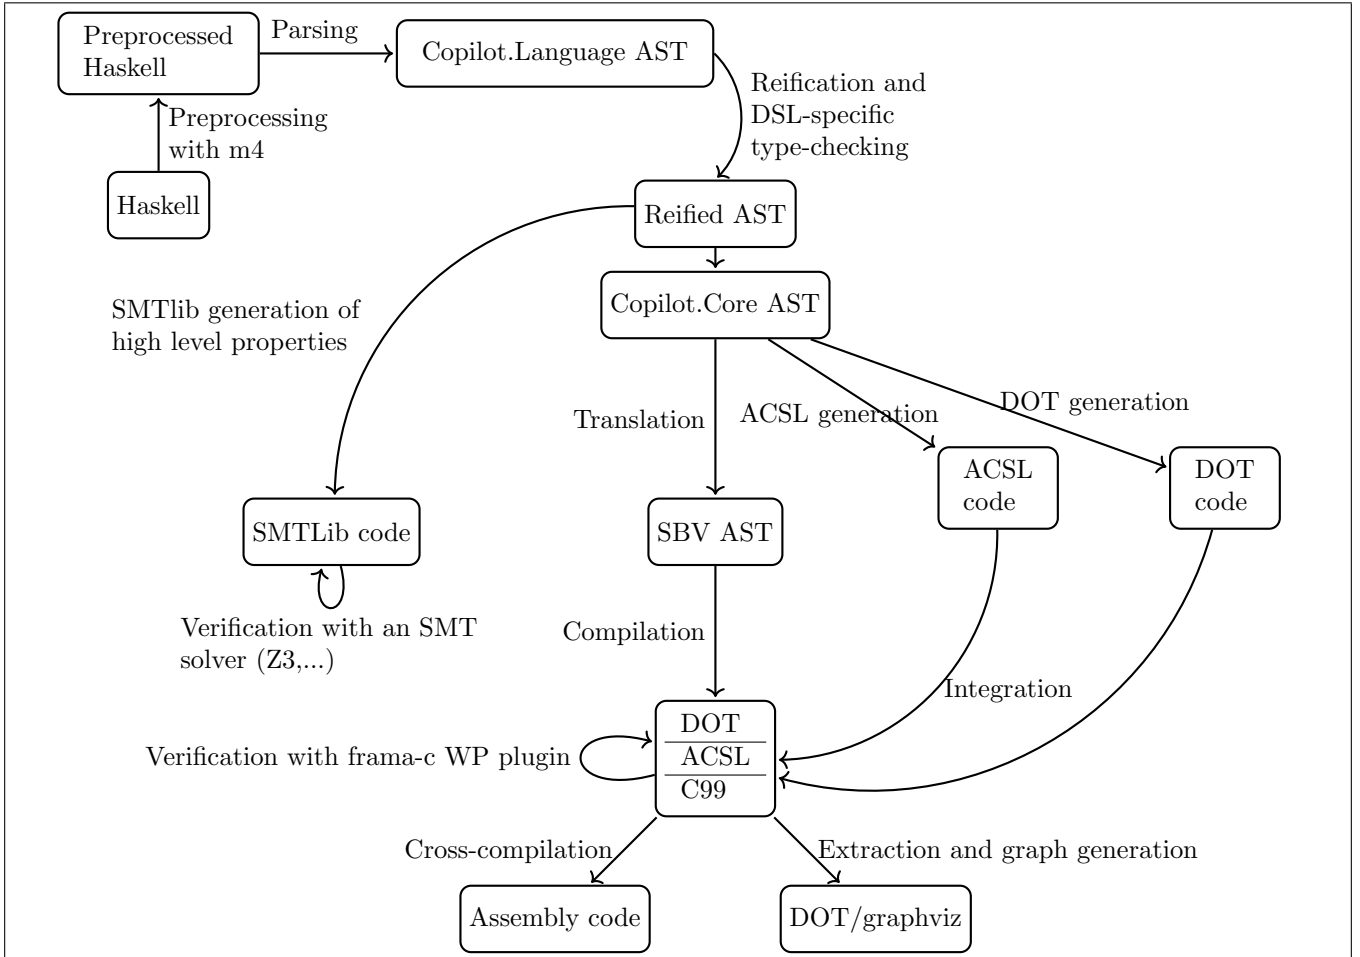 Preprocessed
Haskell
Parsing
Copilot.Language AST
Reification and
DSL-specific
type-checking
Preprocessing
with m4
Haskell
Reified AST
Copilot.Core AST
SMTlib generation of
high level properties
Translation
ACSL generation
DOT generation
ACSL
code
DOT
code
SMTLib code
SBV AST
Verification with an SMT
solver (Z3,...)
Compilation
Integration
DOT
ACSL
C99
Verification with frama-c WP plugin
Cross-compilation
Extraction and graph generation
Assembly code
DOT/graphviz